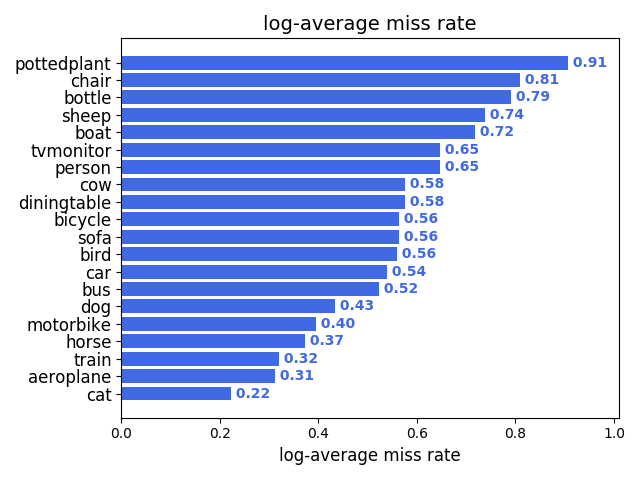 log-average miss rate
pottedplant 0.91
chair 0.81
bottle 0.79
sheep 0.74
boat 0.72
tvmonitor 0.65
person 0.65
cow 0.58
diningtable 0.58
bicycle 0.56
sofa 0.56
bird 0.56
car 0.54
bus 0.52
dog 0.43
motorbike 0.40
horse 0.37
train 0.32
aeroplane 0.31
cat 0.22
0.0 0.2 0.4 0.6 0.8 1.0
log-average miss rate